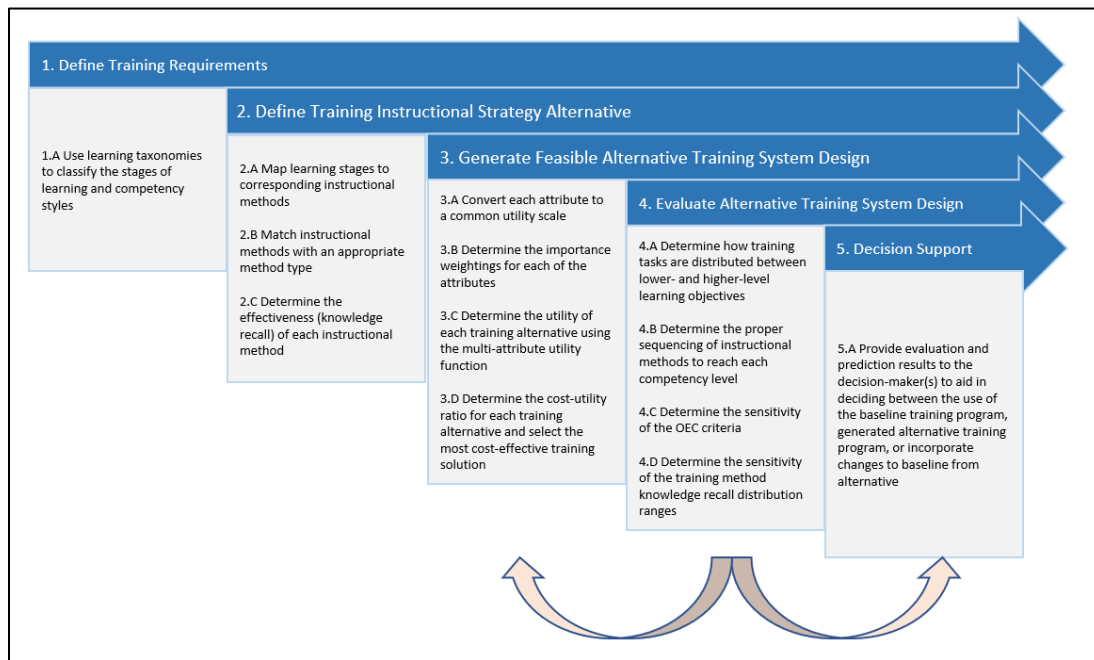 1. Define Training Requirements
1.A Use learning taxonomies
to classify the stages of
learning and competency
styles
2. Define Training Instructional Strategy Alternative
2.A Map learning stages to
corresponding instructional
methods
2.B Match instructional
methods with an appropriate
method type
2.C Determine the
effectiveness (knowledge
recall) of each instructional
method
3. Generate Feasible Alternative Training System Design
3.A Convert each attribute to
a common utility scale
3.B Determine the importance
weightings for each of the
attributes
3.C Determine the utility of
each training alternative using
the multi-attribute utility
function
3.D Determine the cost-utility
ratio for each training
alternative and select the
most cost-effective training
solution
4. Evaluate Alternative Training System Design
4.A Determine how training
tasks are distributed between
lower- and higher-level
learning objectives
4.B Determine the proper
sequencing of instructional
methods to reach each
competency level
4.C Determine the sensitivity
of the OEC criteria
4.D Determine the sensitivity
of the training method
knowledge recall distribution
ranges
5. Decision Support
5.A Provide evaluation and
prediction results to the
decision-maker(s) to aid in
deciding between the use of
the baseline training program,
generated alternative training
program, or incorporate
changes to baseline from
alternative